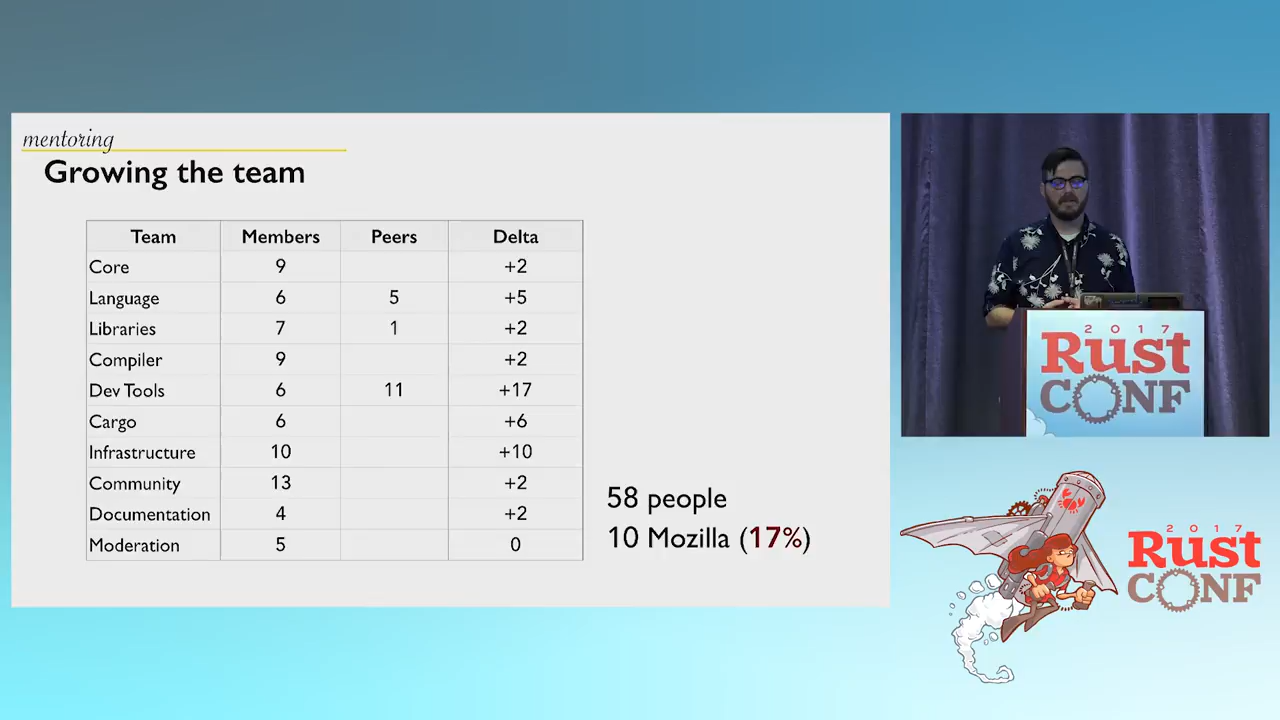 mentoring
Growing the team
Team Members Peers Delta
Core 9 +2
Language 6 5 +5
Libraries 7 1 +2
Compiler 9 +2
Dev Tools 6 11 +17
Cargo 6 +6
Infrastructure 10 +10
Community 13 +2
Documentation 4 +2
Moderation 5 0
58 people
10 Mozilla (17%)
2017
Rust
CONF
2017
Rust
CONF